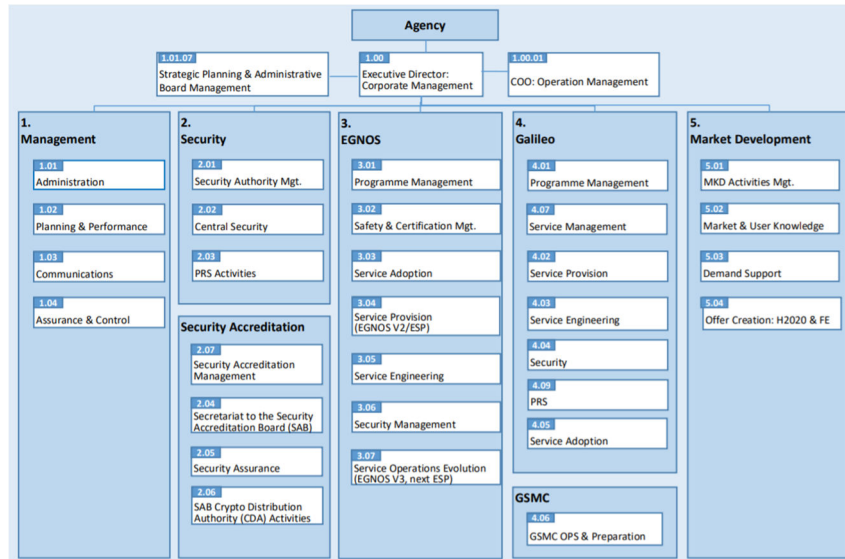 Agency
1.01.07
Strategic Planning & Administrative
Board Management
1.00
Executive Director:
Corporate Management
1.00.01
COO: Operation Management
1.
Management
1.01
Administration
1.02
Planning & Performance
1.03
Communications
1.04
Assurance & Control
2.
Security
2.01
Security Authority Mgt.
2.02
Central Security
2.03
PRS Activities
Security Accreditation
2.07
Security Accreditation
Management
2.04
Secretariat to the Security
Accreditation Board (SAB)
2.05
Security Assurance
2.06
SAB Crypto Distribution
Authority (CDA) Activities
3.
EGNOS
3.01
Programme Management
3.02
Safety & Certification Mgt.
3.03
Service Adoption
3.04
Service Provision
(EGNOS V2/ESP)
3.05
Service Engineering
3.06
Security Management
3.07
Service Operations Evolution
(EGNOS V3, next ESP)
4.
Galileo
4.01
Programme Management
4.07
Service Management
4.02
Service Provision
4.03
Service Engineering
4.04
Security
4.09
PRS
4.05
Service Adoption
GSMC
4.06
GSMC OPS & Preparation
5.
Market Development
5.01
MKD Activities Mgt.
5.02
Market & User Knowledge
5.03
Demand Support
5.04
Offer Creation: H2020 & FE